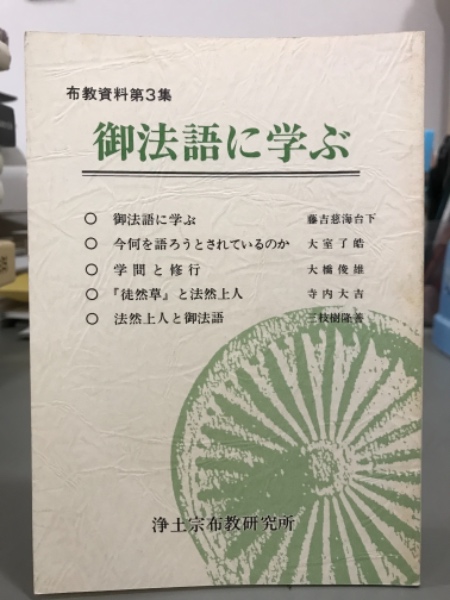 布教資料第3集
御法語に学ぶ
○ 御法語に学ぶ 藤吉慈海台下
○ 今何を語ろうとされているのか 大室了皓
○ 学問と修行 大橋俊雄
○ 『徒然草』と法然上人 寺内大吉
○ 法然上人と御法語 三枝樹隆善
浄土宗布教研究所